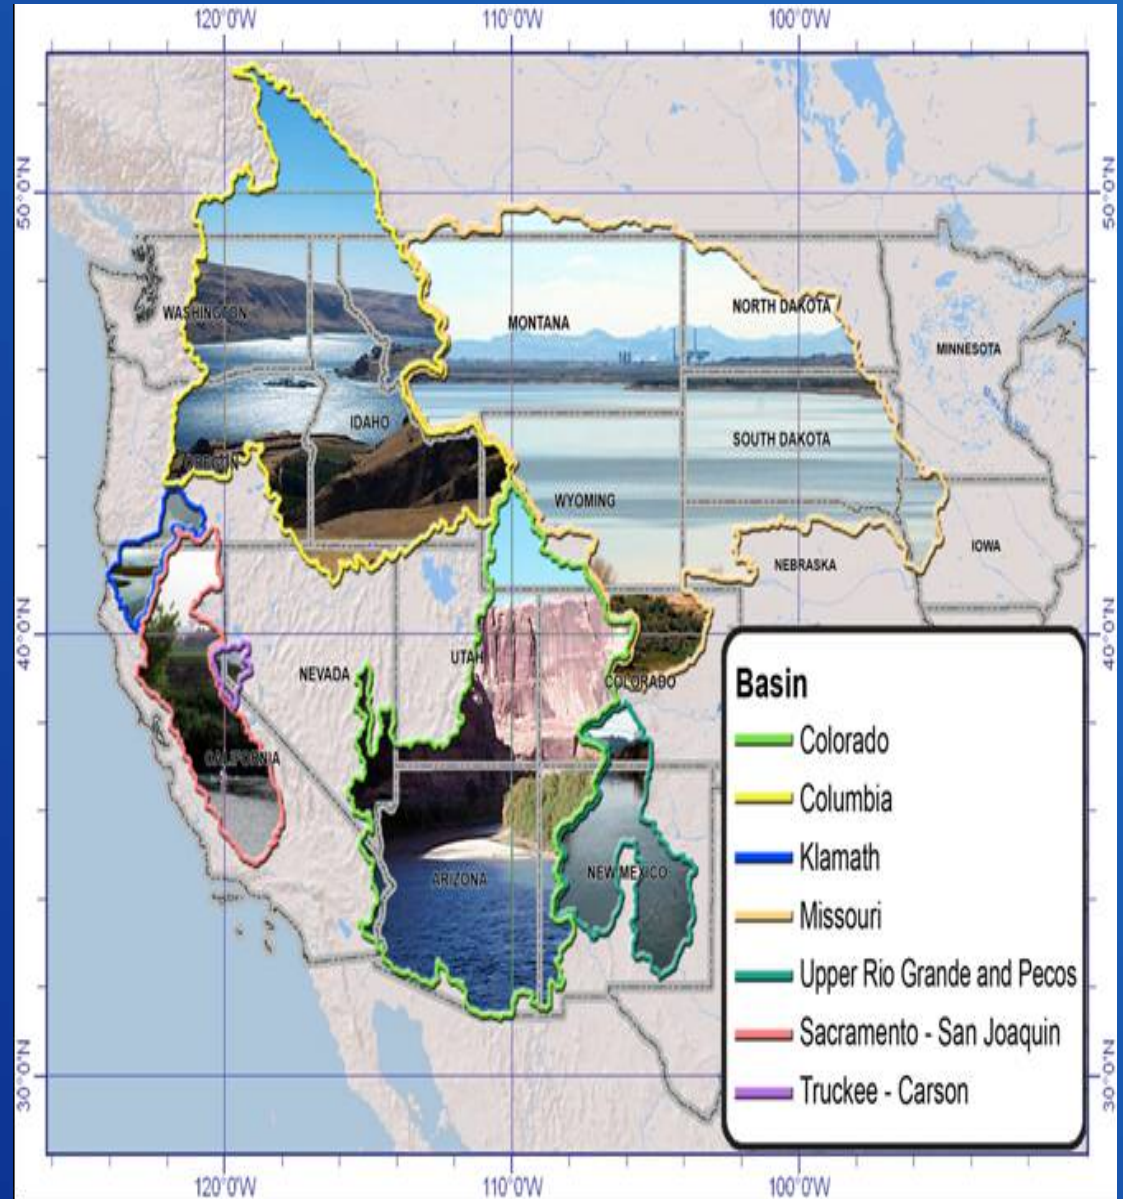 120°0'W
110°0'W
100°0'W
50°0'N
50°0'N
WASHINGTON
MONTANA
NORTH DAKOTA
MINNESOTA
IDAHO
OREGON
SOUTH DAKOTA
WYOMING
NEBRASKA
IOWA
40°0'N
40°0'N
NEVADA
UTAH
COLORADO
CALIFORNIA
ARIZONA
NEW MEXICO
Basin
Colorado
Columbia
Klamath
Missouri
Upper Rio Grande and Pecos
Sacramento - San Joaquin
Truckee - Carson
30°0'N
30°0'N
120°0'W
110°0'W
100°0'W